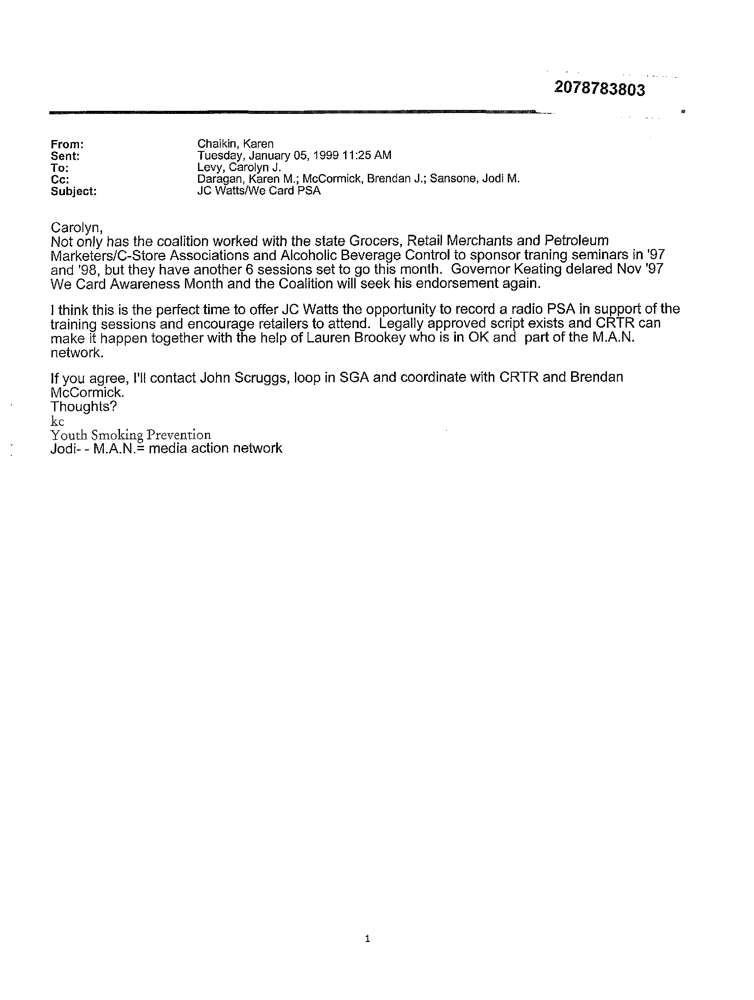 2078783803
From: Chaikin, Karen
Sent: Tuesday, January 05, 1999 11:25 AM
To: Levy, Carolyn J.
Cc: Daragan, Karen M.; McCormick, Brendan J.; Sansone, Jodi M.
Subject: JC Watts/We Card PSA
Carolyn,
Not only has the coalition worked with the state Grocers, Retail Merchants and Petroleum
Marketers/C-Store Associations and Alcoholic Beverage Control to sponsor traning seminars in '97
and '98, but they have another 6 sessions set to go this month. Governor Keating delared Nov '97
We Card Awareness Month and the Coalition will seek his endorsement again.
I think this is the perfect time to offer JC Watts the opportunity to record a radio PSA in support of the
training sessions and encourage retailers to attend. Legally approved script exists and CRTR can
make it happen together with the help of Lauren Brookey who is in OK and part of the M.A.N.
network.
If you agree, I'll contact John Scruggs, loop in SGA and coordinate with CRTR and Brendan
McCormick.
Thoughts?
kc
Youth Smoking Prevention
Jodi- - M.A.N.= media action network
1